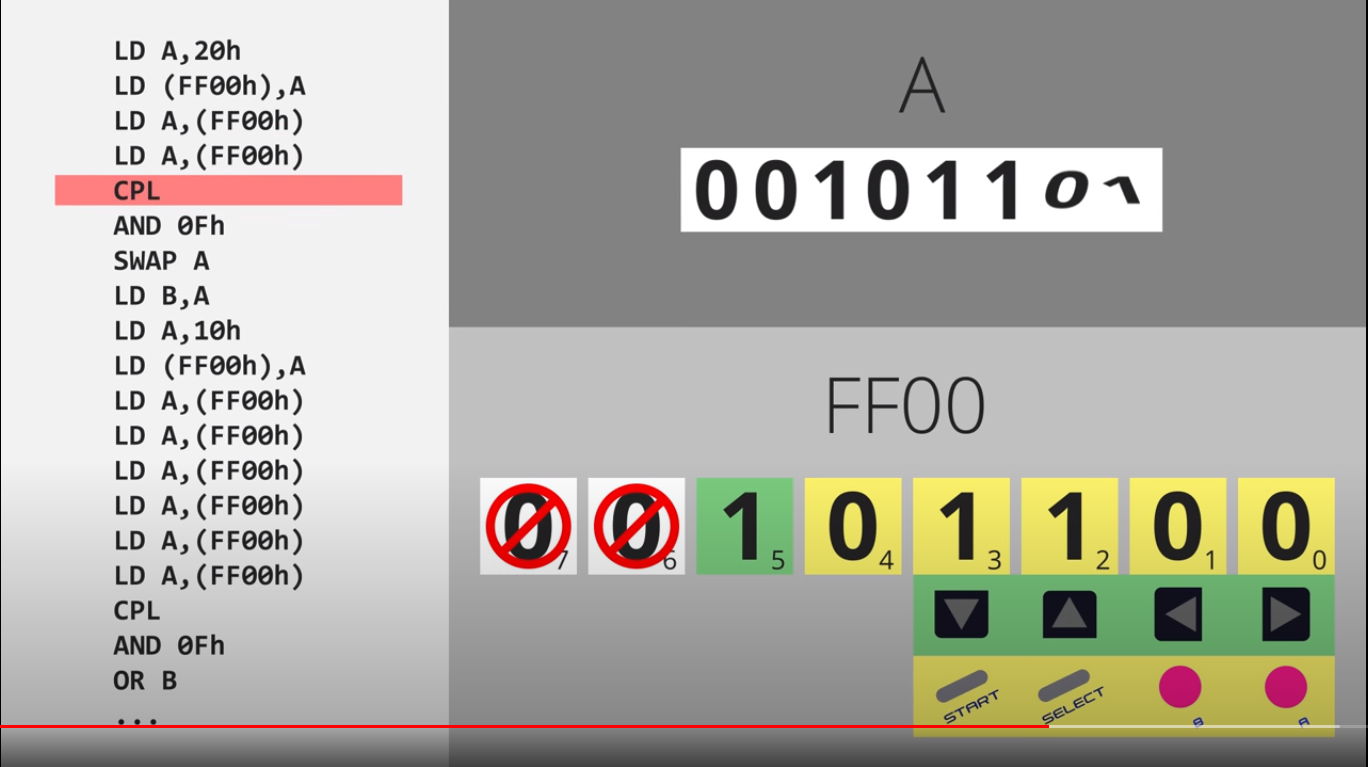 LD A,20h
LD (FF00h),A
LD A,(FF00h)
LD A,(FF00h)
CPL
AND 0Fh
SWAP A
LD B,A
LD A,10h
LD (FF00h),A
LD A,(FF00h)
LD A,(FF00h)
LD A,(FF00h)
LD A,(FF00h)
LD A,(FF00h)
LD A,(FF00h)
CPL
AND 0Fh
OR B
...
A
00101101
FF00
0 7 0 6 1 5 0 4 1 3 1 2 0 1 0 0
START SELECT B A